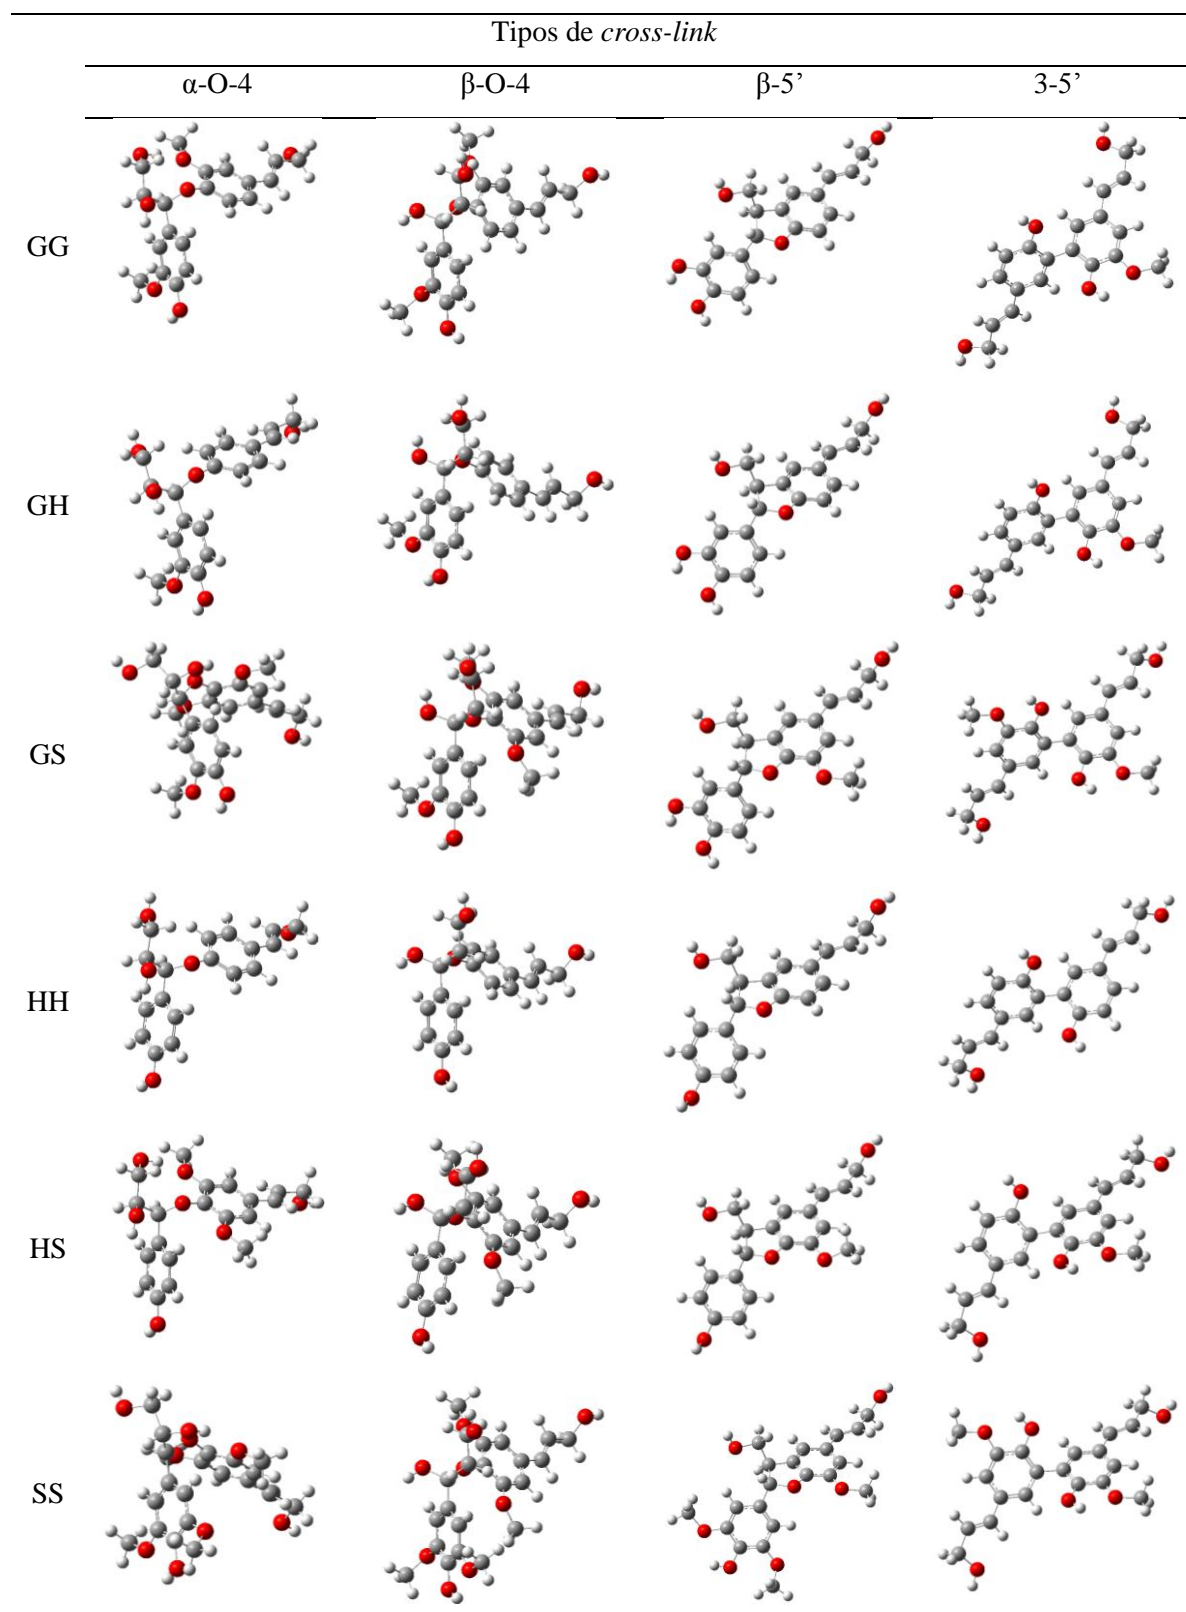 Tipos de cross-link
α-O-4 β-O-4 β-5’ 3-5’
GG
GH
GS
HH
HS
SS